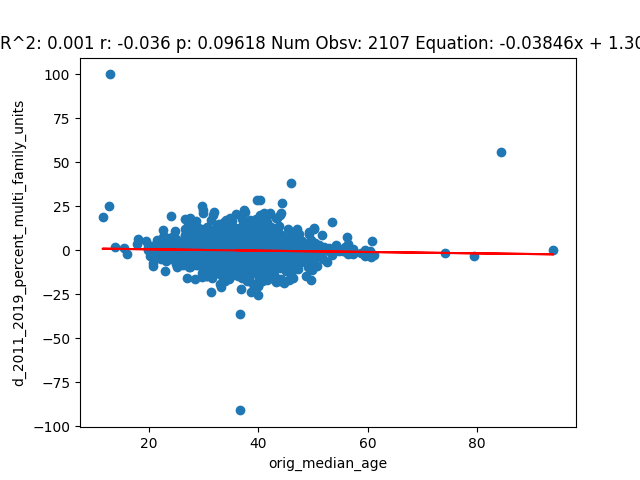 R^2: 0.001 r: -0.036 p: 0.09618 Num Obsv: 2107 Equation: -0.03846x + 1.30
100
75
50
25
0
−25
−50
−75
−100
d_2011_2019_percent_multi_family_units
20 40 60 80
orig_median_age